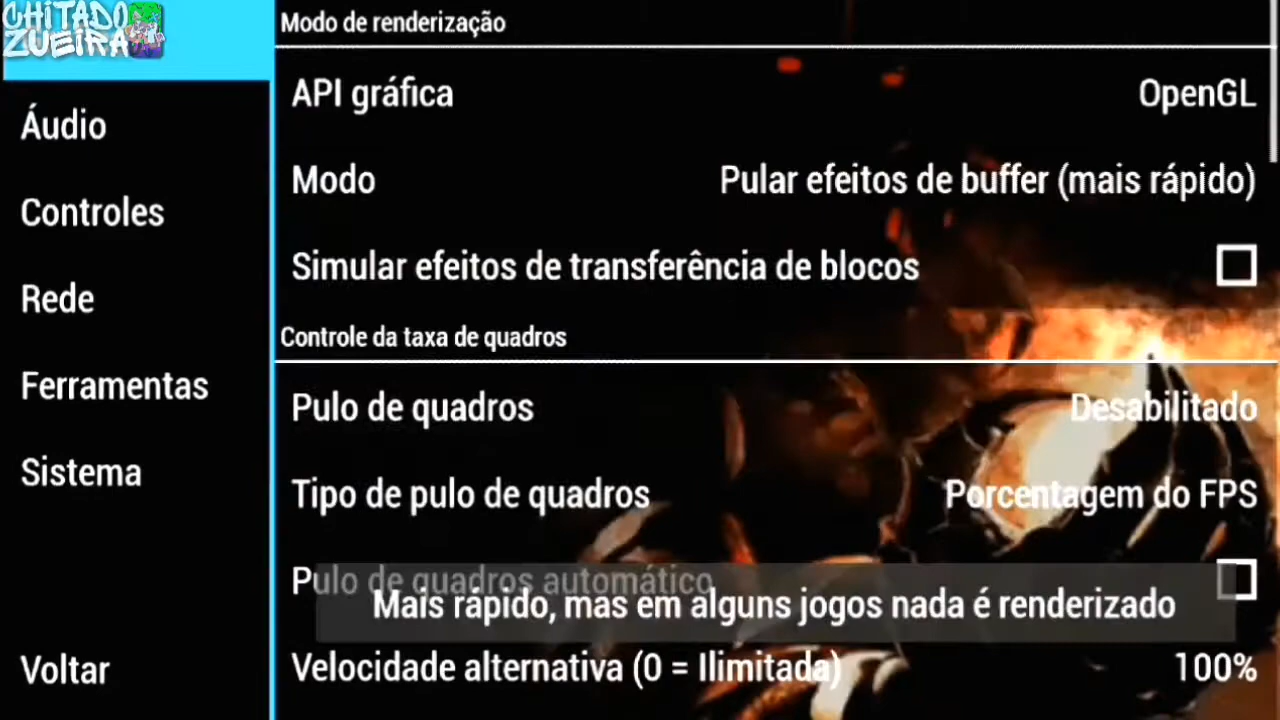 CHITADO
ZUEIRA
Modo de renderização
API gráfica OpenGL
Áudio
Modo Pular efeitos de buffer (mais rápido)
Controles
Simular efeitos de transferência de blocos
Rede
Controle da taxa de quadros
Ferramentas
Pulo de quadros Desabilitado
Sistema
Tipo de pulo de quadros Porcentagem do FPS
Pulo de quadros automático
Mais rápido, mas em alguns jogos nada é renderizado
Voltar
Velocidade alternativa (0 = Ilimitada) 100%